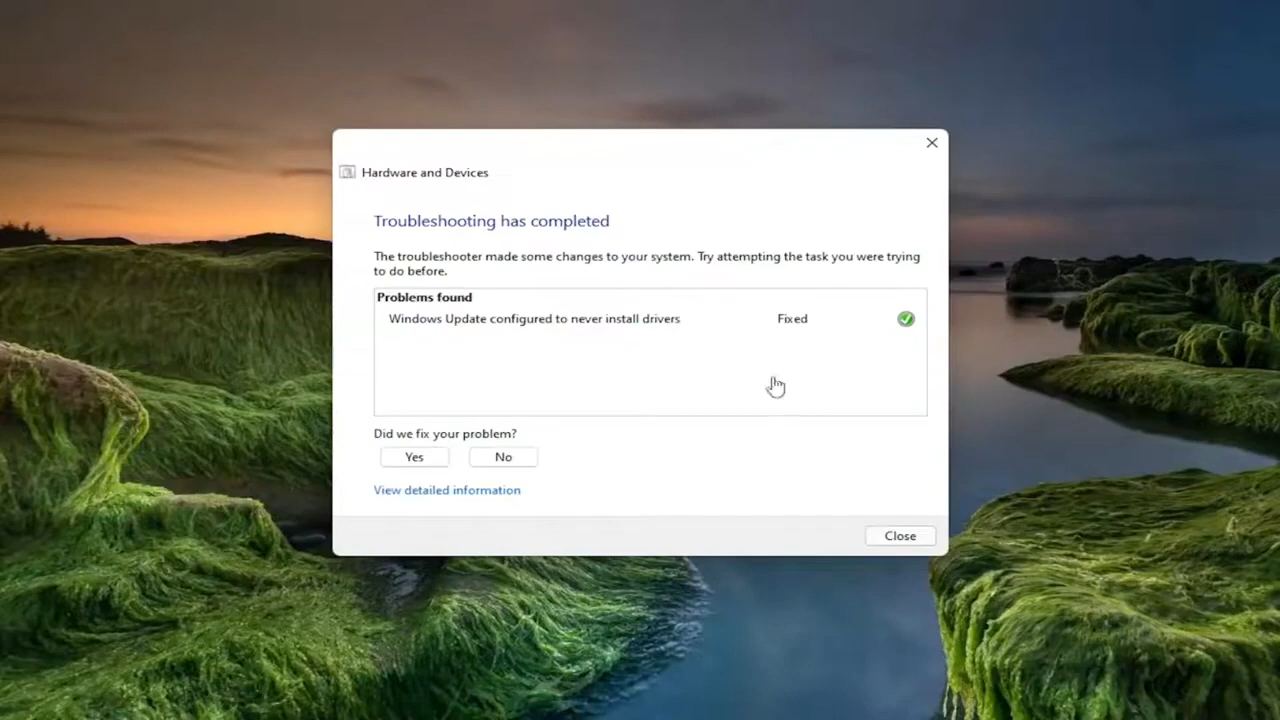 Hardware and Devices
Troubleshooting has completed
The troubleshooter made some changes to your system. Try attempting the task you were trying
to do before.
Problems found
Windows Update configured to never install drivers Fixed
Did we fix your problem?
Yes No
View detailed information
Close